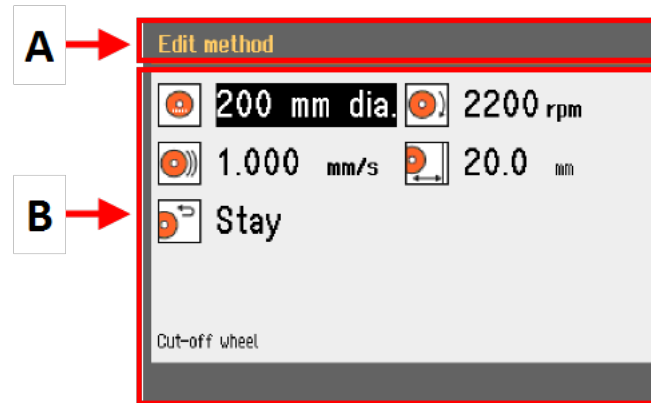 A
Edit method
200 mm dia. 2200 rpm
1.000 mm/s 20.0 mm
B
Stay
Cut-off wheel